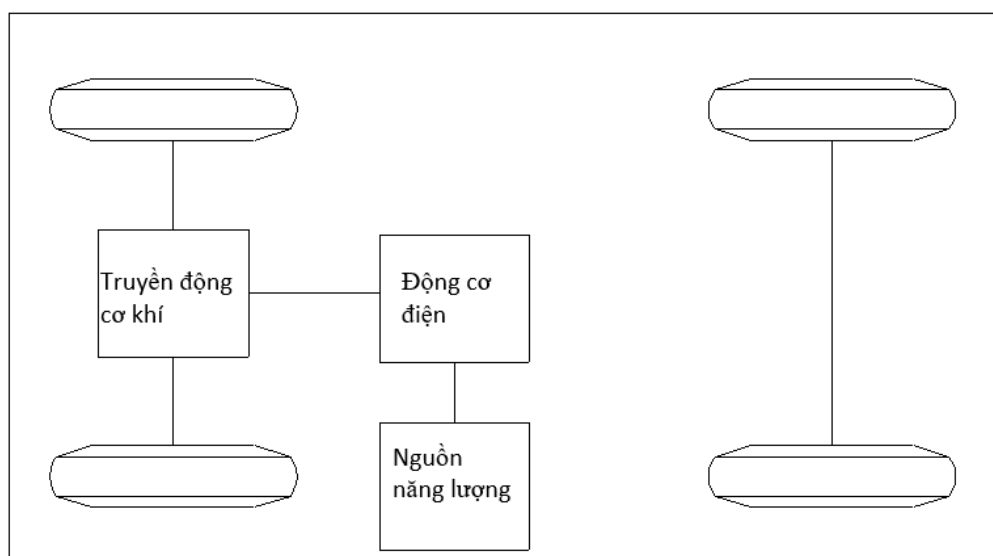 Truyền động
cơ khí
Động cơ
điện
Nguồn
năng lượng